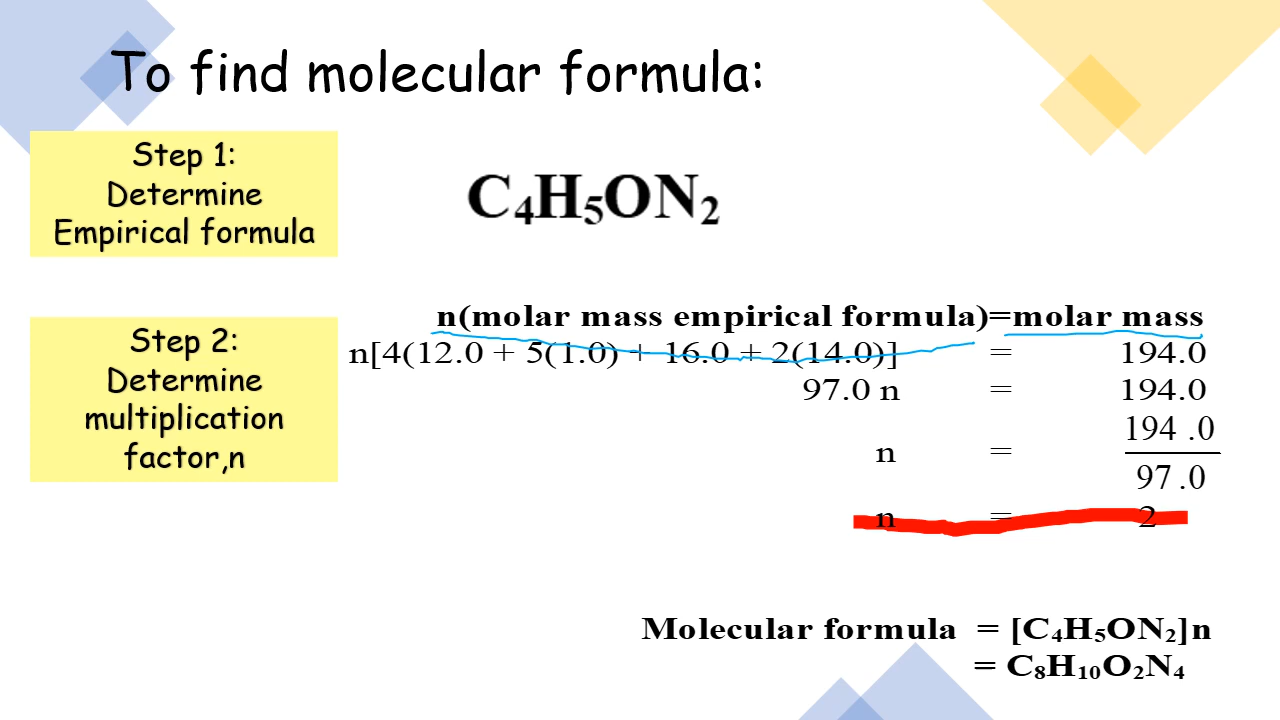 To find molecular formula:
Step 1:
Determine
Empirical formula
C₄H₅ON₂
Step 2:
Determine
multiplication
factor,n
n(molar mass empirical formula)=molar mass
n[4(12.0 + 5(1.0) + 16.0 + 2(14.0)] = 194.0
97.0 n = 194.0
n = 194 .0
97 .0
n = 2
Molecular formula = [C₄H₅ON₂]n
= C₈H₁₀O₂N₄